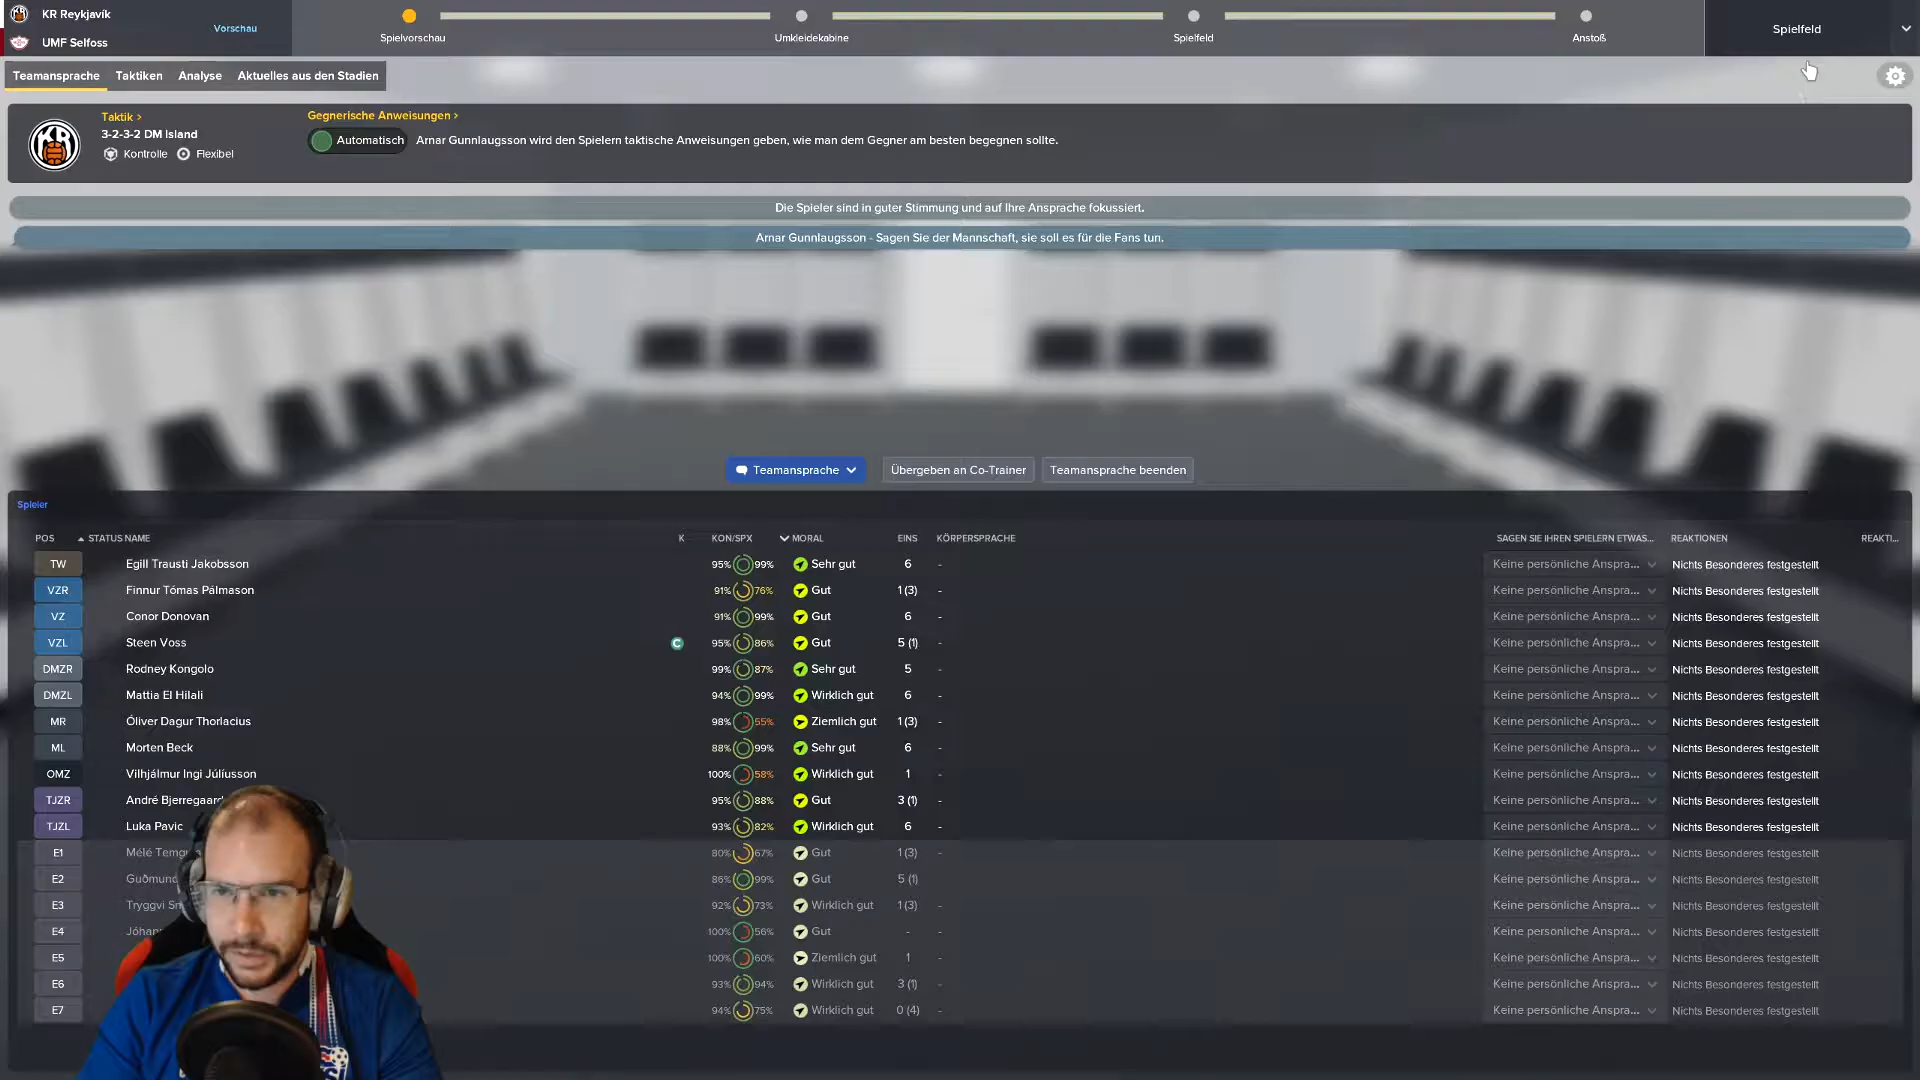 KR Reykjavík
UMF Selfoss
Vorschau
Spielvorschau
Umkleidekabine
Spielfeld
Anstoß
Spielfeld
Teamansprache Taktiken Analyse Aktuelles aus den Stadien
Taktik >
3-2-3-2 DM Island
Kontrolle Flexibel
Gegnerische Anweisungen >
Automatisch Arnar Gunnlaugsson wird den Spielern taktische Anweisungen geben, wie man dem Gegner am besten begegnen sollte.
Die Spieler sind in guter Stimmung und auf Ihre Ansprache fokussiert.
Arnar Gunnlaugsson - Sagen Sie der Mannschaft, sie soll es für die Fans tun.
Teamansprache Übergeben an Co-Trainer Teamansprache beenden
Spieler
POS STATUS NAME K KON/SPX MORAL EINS KÖRPERSPRACHE SAGEN SIE IHREN SPIELERN ETWAS... REAKTIONEN REAKTI...
TW Egill Trausti Jakobsson 95% 99% Sehr gut 6 - Keine persönliche Anspra... Nichts Besonderes festgestellt
VZR Finnur Tómas Pálmason 91% 76% Gut 1 (3) - Keine persönliche Anspra... Nichts Besonderes festgestellt
VZ Conor Donovan 91% 99% Gut 6 - Keine persönliche Anspra... Nichts Besonderes festgestellt
VZL Steen Voss C 95% 86% Gut 5 (1) - Keine persönliche Anspra... Nichts Besonderes festgestellt
DMZR Rodney Kongolo 99% 87% Sehr gut 5 - Keine persönliche Anspra... Nichts Besonderes festgestellt
DMZL Mattia El Hilali 94% 99% Wirklich gut 6 - Keine persönliche Anspra... Nichts Besonderes festgestellt
MR Óliver Dagur Thorlacius 98% 55% Ziemlich gut 1 (3) - Keine persönliche Anspra... Nichts Besonderes festgestellt
ML Morten Beck 88% 99% Sehr gut 6 - Keine persönliche Anspra... Nichts Besonderes festgestellt
OMZ Vilhjálmur Ingi Júlíusson 100% 58% Wirklich gut 1 - Keine persönliche Anspra... Nichts Besonderes festgestellt
TJZR André Bjerregaard 95% 88% Gut 3 (1) - Keine persönliche Anspra... Nichts Besonderes festgestellt
TJZL Luka Pavic 93% 82% Wirklich gut 6 - Keine persönliche Anspra... Nichts Besonderes festgestellt
E1 Mélé 80% 67% Gut 1 (3) - Keine persönliche Anspra... Nichts Besonderes festgestellt
E2 86% 99% Gut 5 (1) - Keine persönliche Anspra... Nichts Besonderes festgestellt
E3 Tryggvi 92% 73% Wirklich gut 1 (3) - Keine persönliche Anspra... Nichts Besonderes festgestellt
E4 100% 56% Gut - - Keine persönliche Anspra... Nichts Besonderes festgestellt
E5 100% 60% Ziemlich gut 1 - Keine persönliche Anspra... Nichts Besonderes festgestellt
E6 93% 94% Wirklich gut 3 (1) - Keine persönliche Anspra... Nichts Besonderes festgestellt
E7 94% 75% Wirklich gut 0 (4) - Keine persönliche Anspra... Nichts Besonderes festgestellt